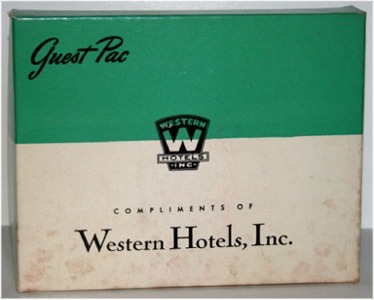 Guest Pac
WESTERN
W
HOTELS
INC
COMPLIMENTS OF
Western Hotels, Inc.